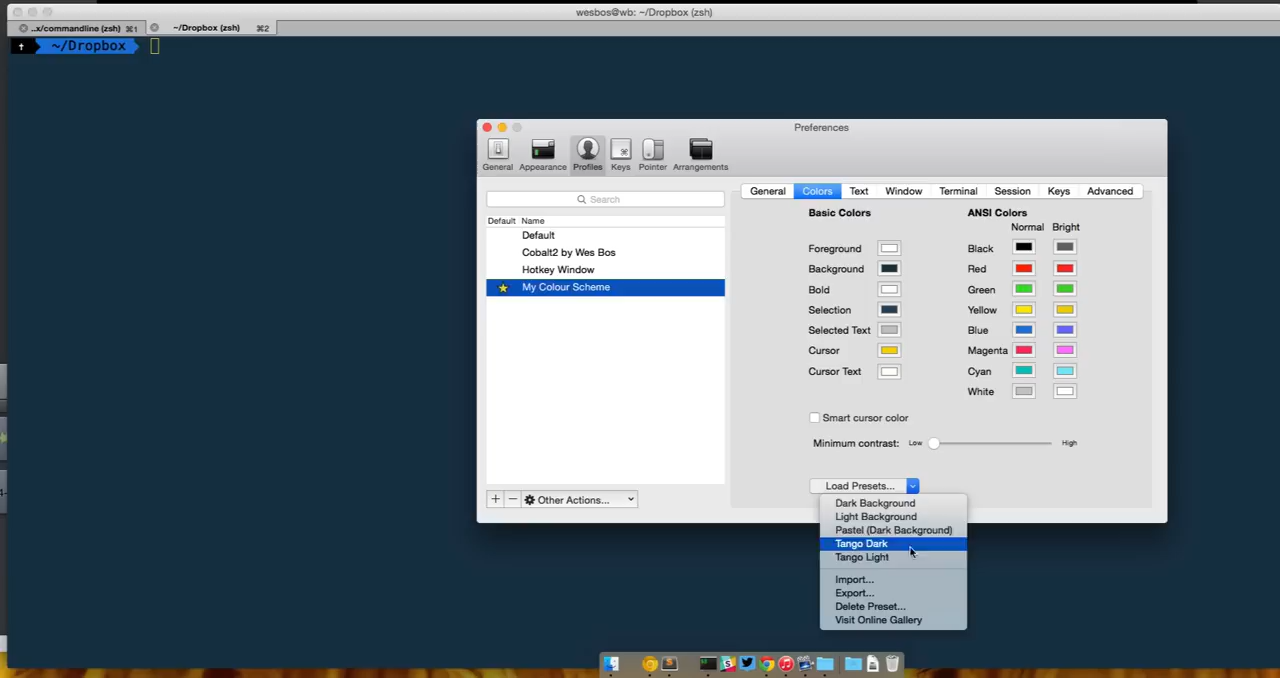 wesbos@wb: ~/Dropbox (zsh)
..x/commandline (zsh) ⌘1
~/Dropbox (zsh) ⌘2
~/Dropbox
Preferences
General Appearance Profiles Keys Pointer Arrangements
Search
Default Name
Default
Cobalt2 by Wes Bos
Hotkey Window
My Colour Scheme
Other Actions...
General Colors Text Window Terminal Session Keys Advanced
Basic Colors
Foreground
Background
Bold
Selection
Selected Text
Cursor
Cursor Text
ANSI Colors
Normal Bright
Black
Red
Green
Yellow
Blue
Magenta
Cyan
White
Smart cursor color
Minimum contrast: Low High
Load Presets...
Dark Background
Light Background
Pastel (Dark Background)
Tango Dark
Tango Light
Import...
Export...
Delete Preset...
Visit Online Gallery